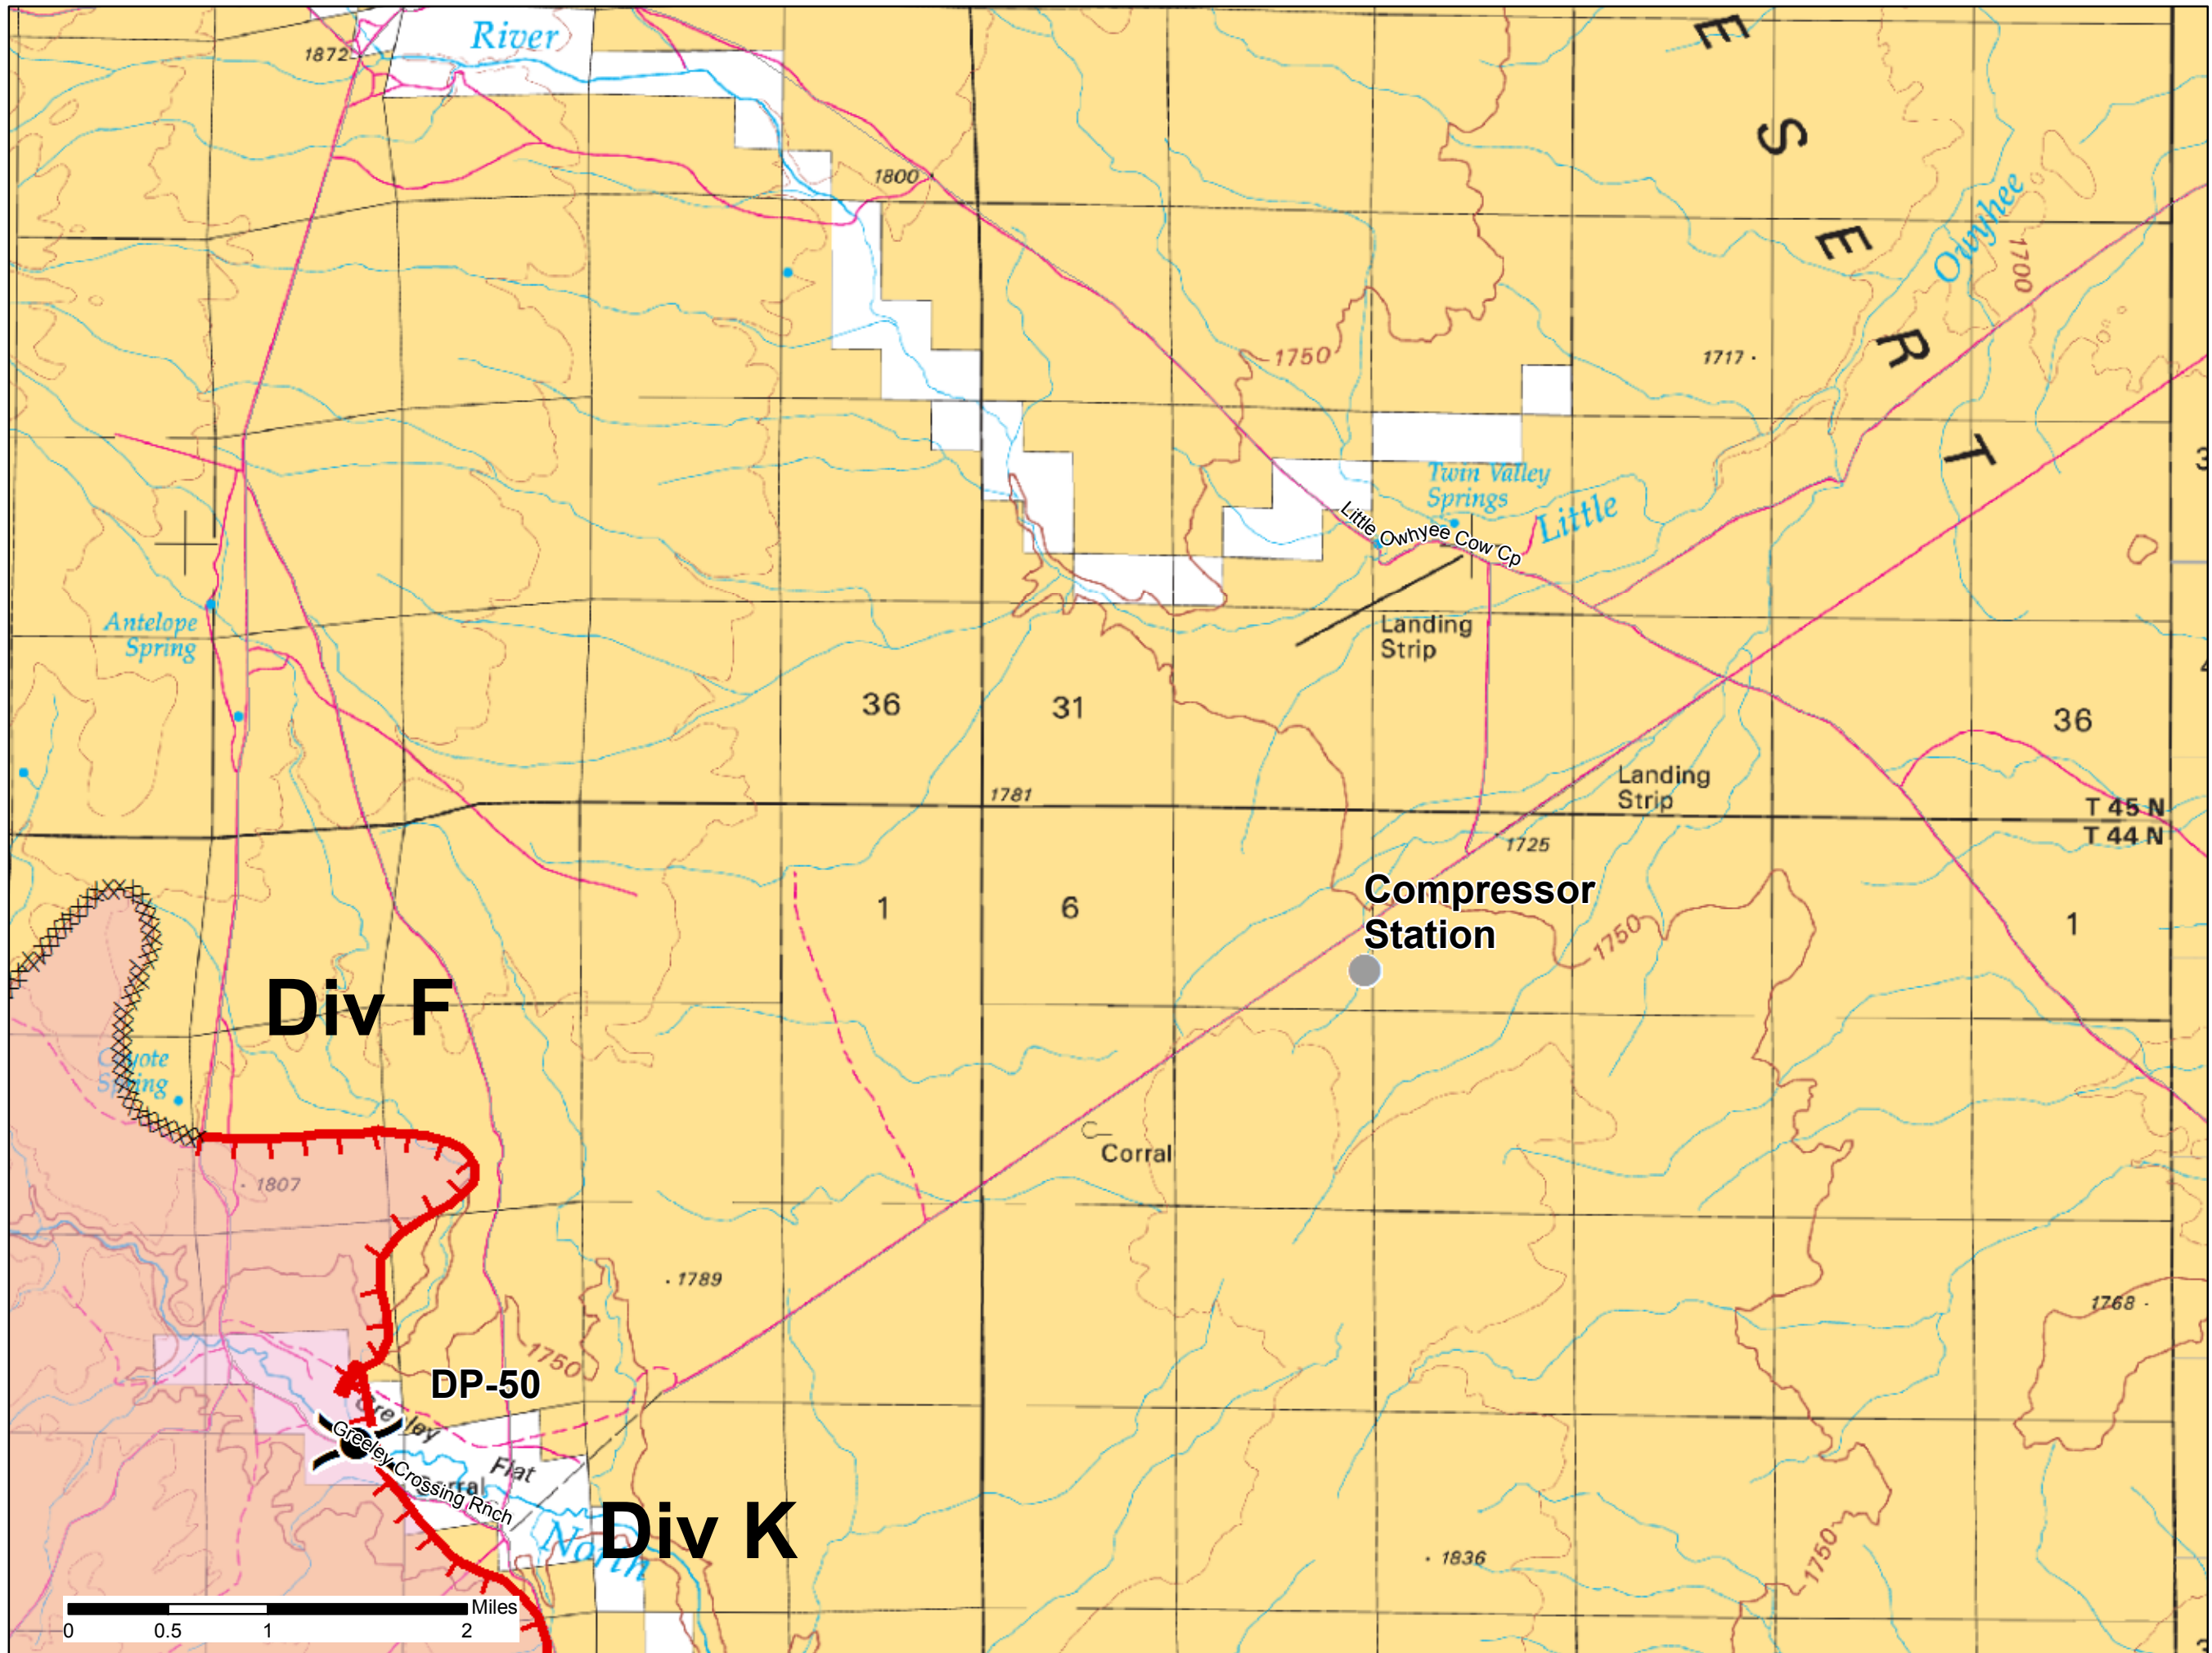 River
1872
E
S
E
R
T
1800
Owyhee
1700
1750
1717
Twin Valley
Springs
Little
Little Owhyee Cow Cp
Antelope
Spring
Landing
Strip
36
31
36
Landing
Strip
1781
T 45 N
T 44 N
1725
Compressor
Station
1
6
1
1750
Div F
Coyote
Spring
Corral
1807
1789
1768
1750
DP-50
Greeley
Flat
Corral
Greeley Crossing Rnch
Div K
North
1836
1750
Miles
0
0.5
1
2